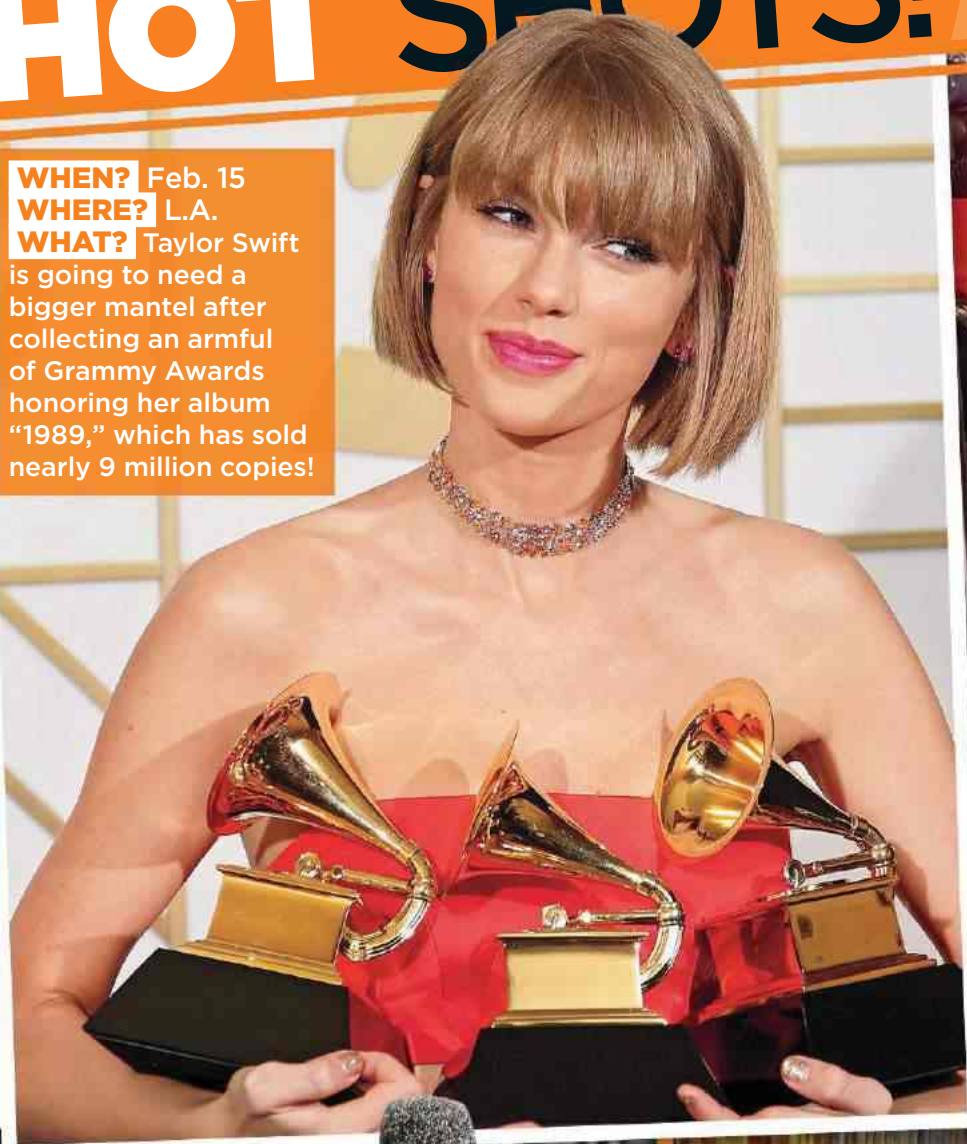 HOT SHOTS!
WHEN? Feb. 15
WHERE? L.A.
WHAT? Taylor Swift
is going to need a
bigger mantel after
collecting an armful
of Grammy Awards
honoring her album
“1989,” which has sold
nearly 9 million copies!